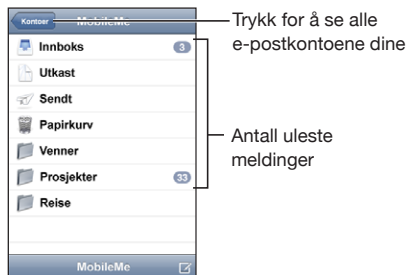 Kontoer MobileMe
Trykk for å se alle
e-postkontoene dine
Innboks 3
Utkast
Sendt
Papirkurv
Venner
Prosjekter 33
Reise
Antall uleste
meldinger
MobileMe